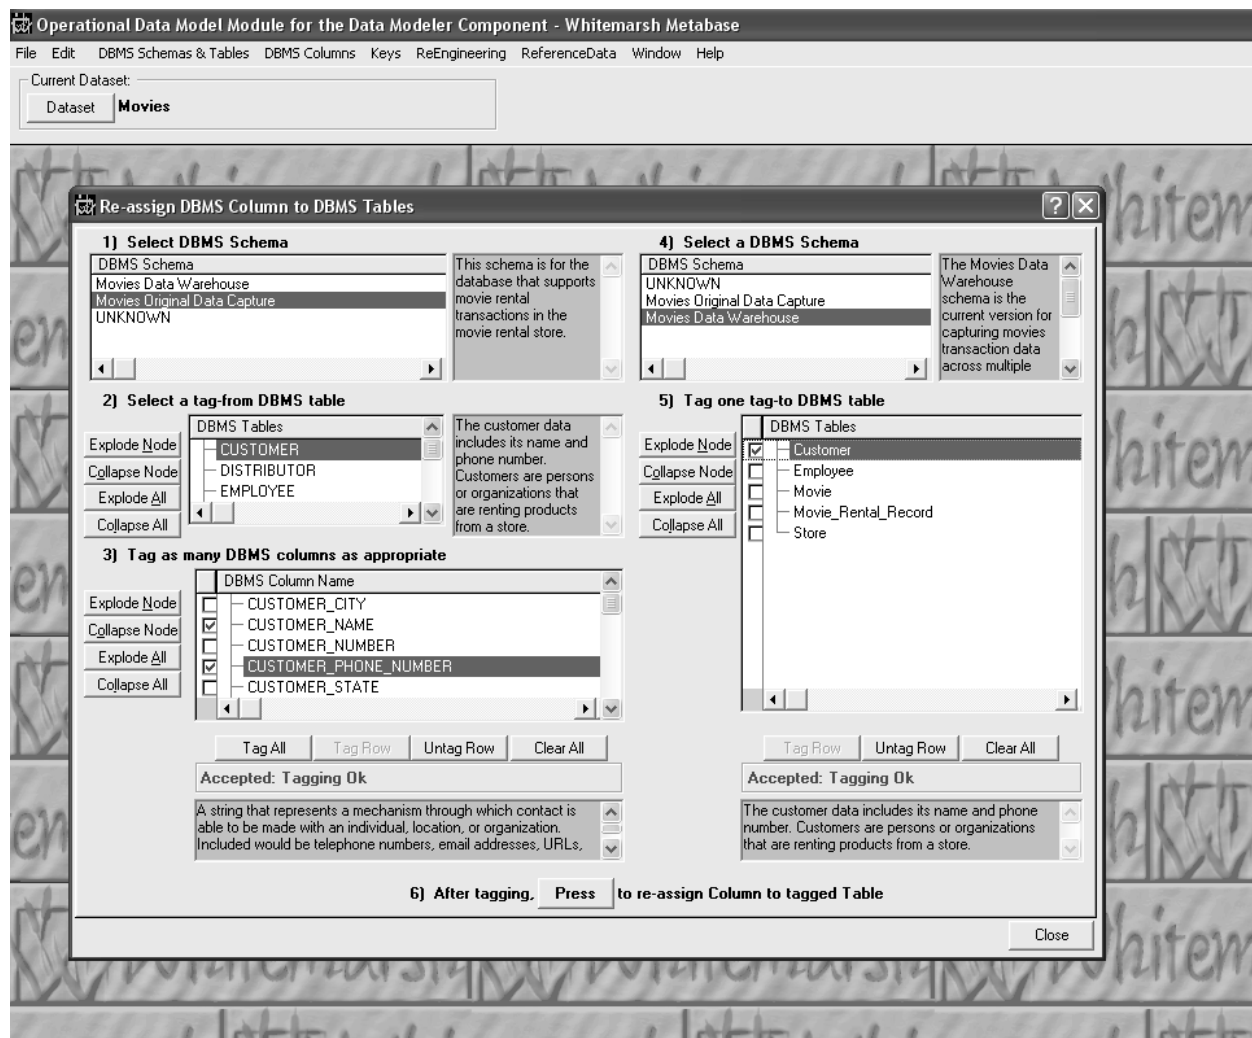 Operational Data Model Module for the Data Modeler Component - Whitemarsh Metabase
File Edit DBMS Schemas & Tables DBMS Columns Keys ReEngineering ReferenceData Window Help
Current Dataset:
Dataset Movies
Re-assign DBMS Column to DBMS Tables
1) Select DBMS Schema
DBMS Schema
Movies Data Warehouse
Movies Original Data Capture
UNKNOWN
This schema is for the
database that supports
movie rental
transactions in the
movie rental store.
4) Select a DBMS Schema
DBMS Schema
UNKNOWN
Movies Original Data Capture
Movies Data Warehouse
The Movies Data
Warehouse
schema is the
current version for
capturing movies
transaction data
across multiple
2) Select a tag-from DBMS table
Explode Node
Collapse Node
Explode All
Collapse All
DBMS Tables
CUSTOMER
DISTRIBUTOR
EMPLOYEE
The customer data
includes its name and
phone number.
Customers are persons
or organizations that
are renting products
from a store.
5) Tag one tag-to DBMS table
Explode Node
Collapse Node
Explode All
Collapse All
DBMS Tables
Customer
Employee
Movie
Movie_Rental_Record
Store
3) Tag as many DBMS columns as appropriate
Explode Node
Collapse Node
Explode All
Collapse All
DBMS Column Name
CUSTOMER_CITY
CUSTOMER_NAME
CUSTOMER_NUMBER
CUSTOMER_PHONE_NUMBER
CUSTOMER_STATE
Tag All Tag Row Untag Row Clear All
Accepted: Tagging Ok
A string that represents a mechanism through which contact is
able to be made with an individual, location, or organization.
Included would be telephone numbers, email addresses, URLs,
Tag Row Untag Row Clear All
Accepted: Tagging Ok
The customer data includes its name and phone
number. Customers are persons or organizations
that are renting products from a store.
6) After tagging, Press to re-assign Column to tagged Table
Close